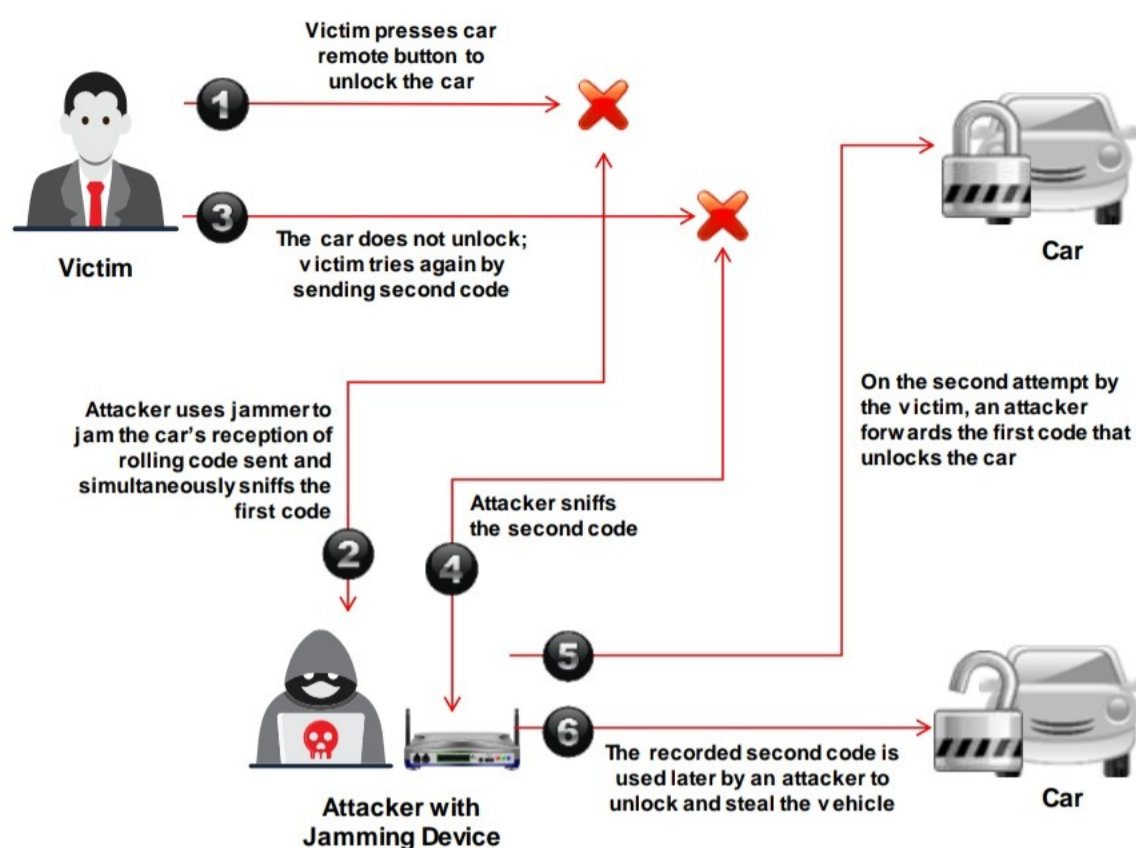 Victim presses car
remote button to
unlock the car
1
3
Victim
The car does not unlock;
victim tries again by
sending second code
Car
Attacker uses jammer to
jam the car's reception of
rolling code sent and
simultaneously sniffs the
first code
2
Attacker sniffs
the second code
4
On the second attempt by
the victim, an attacker
forwards the first code that
unlocks the car
5
6
The recorded second code is
used later by an attacker to
unlock and steal the vehicle
Attacker with
Jamming Device
Car